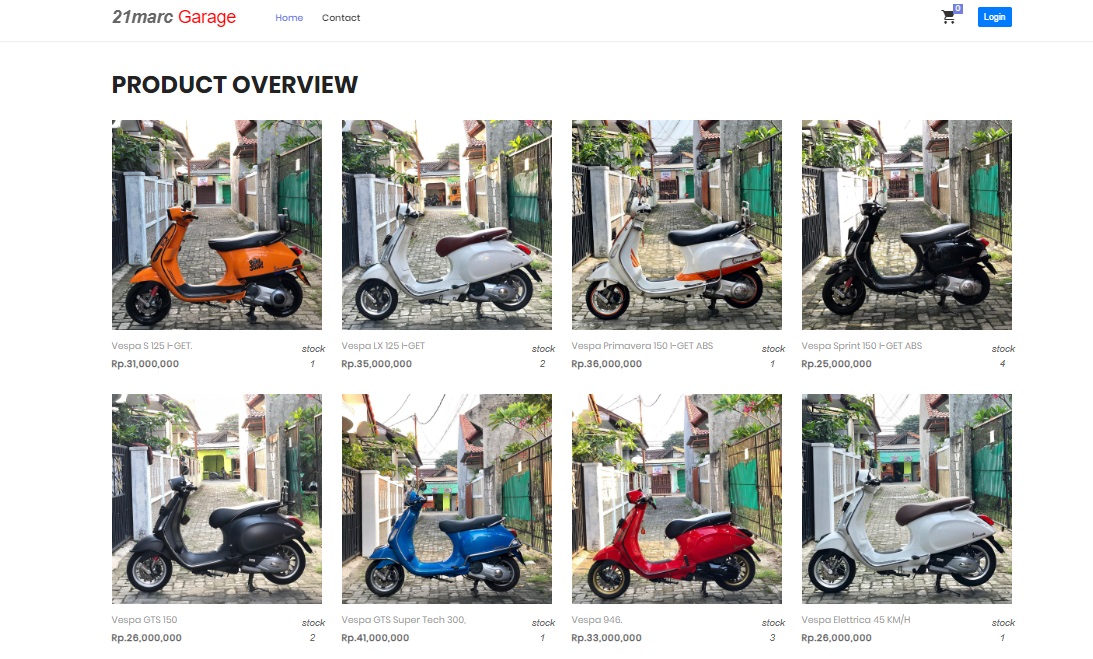 21marc Garage
Home
Contact
0
Login
PRODUCT OVERVIEW
Vespa S 125 I-GET.
stock
Rp.31,000,000
1
Vespa LX 125 I-GET
stock
Rp.35,000,000
2
Vespa Primavera 150 I-GET ABS
stock
Rp.36,000,000
1
Vespa Sprint 150 I-GET ABS
stock
Rp.25,000,000
4
Vespa GTS 150
stock
Rp.26,000,000
2
Vespa GTS Super Tech 300,
stock
Rp.41,000,000
1
Vespa 946.
stock
Rp.33,000,000
3
Vespa Elettrica 45 KM/H
stock
Rp.26,000,000
1